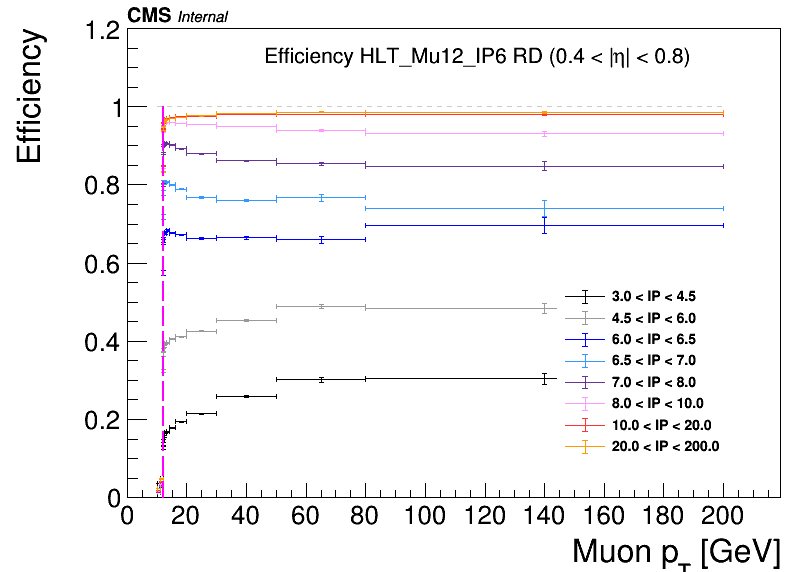 CMS Internal
Efficiency HLT_Mu12_IP6 RD (0.4 < |η| < 0.8)
Efficiency
1.2
1
0.8
0.6
0.4
0.2
0
3.0 < IP < 4.5
4.5 < IP < 6.0
6.0 < IP < 6.5
6.5 < IP < 7.0
7.0 < IP < 8.0
8.0 < IP < 10.0
10.0 < IP < 20.0
20.0 < IP < 200.0
0 20 40 60 80 100 120 140 160 180 200
Muon p_T [GeV]